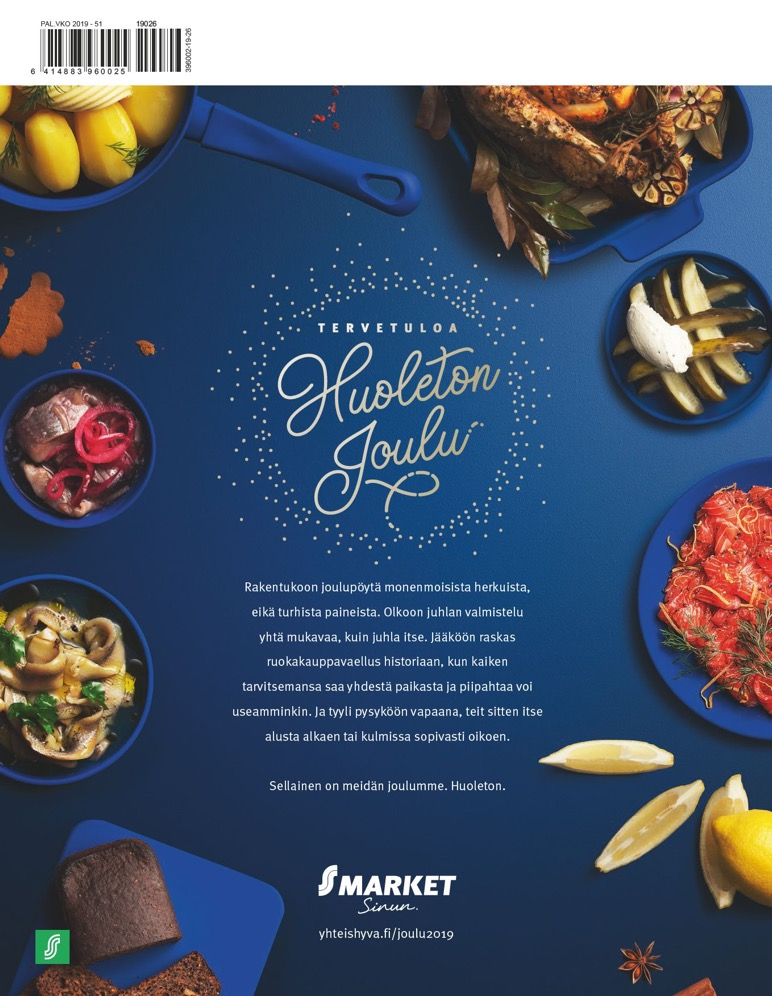 PAL.VKO 2019 - 51
19026
6 414883 960025
396002-19-26
TERVETULOA
Huoleton
Joulu
Rakentukoon joulupöytä monenmoisista herkuista,
eikä turhista paineista. Olkoon juhlan valmistelu
yhtä mukavaa, kuin juhla itse. Jääköön raskas
ruokakauppavaellus historiaan, kun kaiken
tarvitsemansa saa yhdestä paikasta ja piipahtaa voi
useamminkin. Ja tyyli pysyköön vapaana, teit sitten itse
alusta alkaen tai kulmissa sopivasti oikoen.
Sellainen on meidän joulumme. Huoleton.
S MARKET
Sinun.
yhteishyva.fi/joulu2019